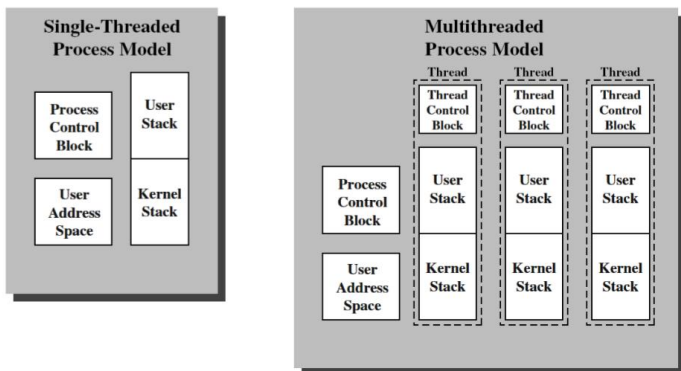 Single-Threaded
Process Model
Process
Control
Block
User
Stack
User
Address
Space
Kernel
Stack
Multithreaded
Process Model
Thread
Thread
Thread
Thread
Control
Block
Thread
Control
Block
Thread
Control
Block
Process
Control
Block
User
Stack
User
Stack
User
Stack
User
Address
Space
Kernel
Stack
Kernel
Stack
Kernel
Stack